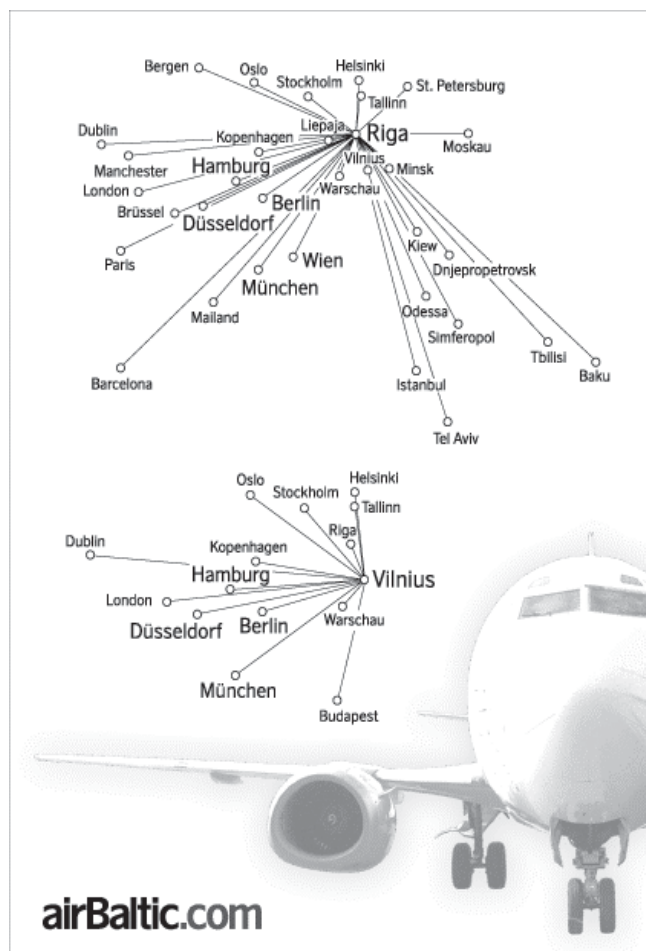 Bergen
Oslo
Helsinki
Stockholm
St. Petersburg
Tallinn
Dublin
Liepaja
Riga
Kopenhagen
Moskau
Manchester
Hamburg
Vilnius
Minsk
London
Warschau
Brüssel
Berlin
Düsseldorf
Kiew
Paris
Wien
Dnjepropetrovsk
München
Mailand
Odessa
Simferopol
Tbilisi
Barcelona
Istanbul
Baku
Tel Aviv
Oslo
Helsinki
Stockholm
Tallinn
Riga
Dublin
Kopenhagen
Hamburg
Vilnius
London
Düsseldorf
Berlin
Warschau
München
Budapest
airBaltic.com